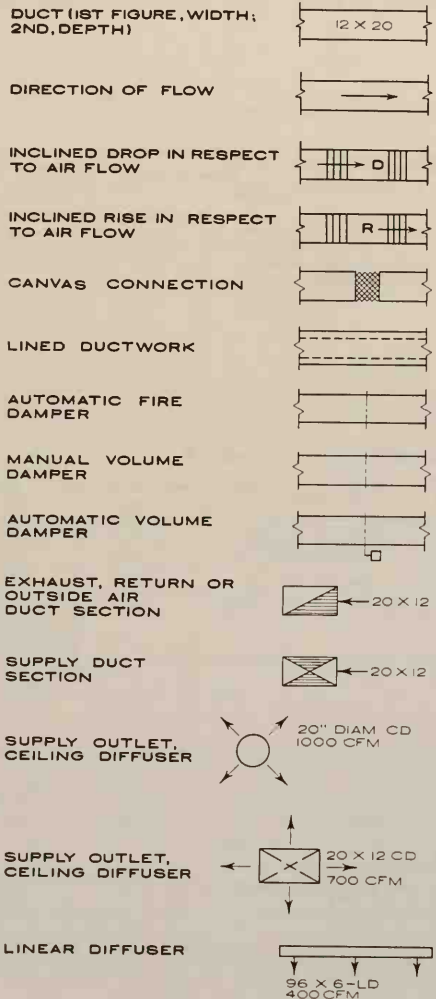 DUCT (1ST FIGURE, WIDTH;
2ND, DEPTH)
12 X 20
DIRECTION OF FLOW
INCLINED DROP IN RESPECT
TO AIR FLOW
D
INCLINED RISE IN RESPECT
TO AIR FLOW
R
CANVAS CONNECTION
LINED DUCTWORK
AUTOMATIC FIRE
DAMPER
MANUAL VOLUME
DAMPER
AUTOMATIC VOLUME
DAMPER
EXHAUST, RETURN OR
OUTSIDE AIR
DUCT SECTION
20 X 12
SUPPLY DUCT
SECTION
20 X 12
SUPPLY OUTLET,
CEILING DIFFUSER
20" DIAM CD
1000 CFM
SUPPLY OUTLET,
CEILING DIFFUSER
20 X 12 CD
700 CFM
LINEAR DIFFUSER
96 X 6-LD
400 CFM